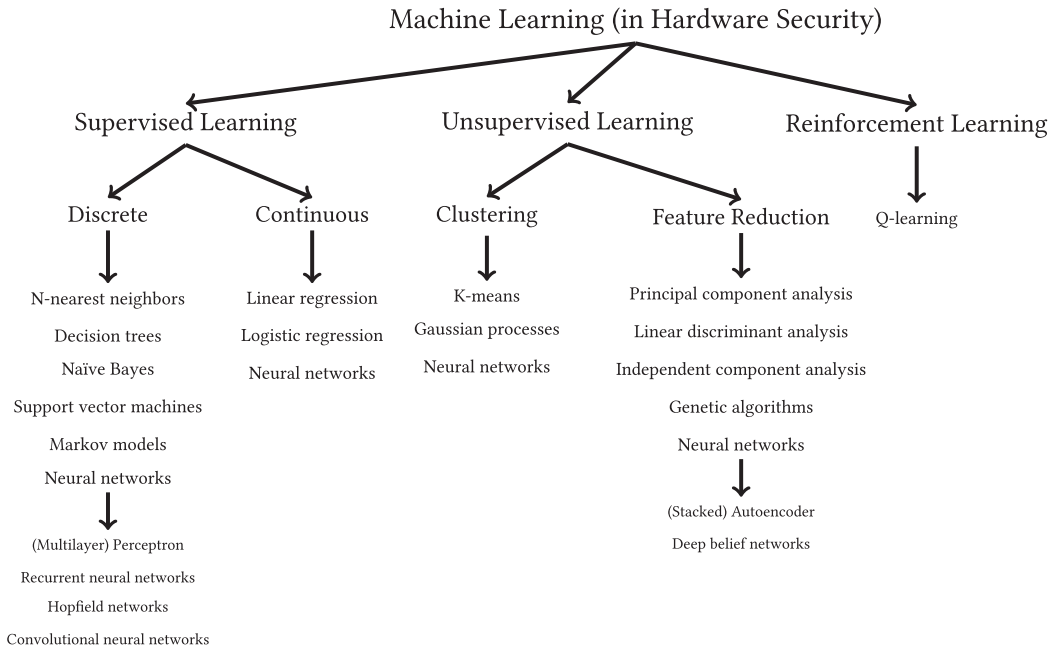 Machine Learning (in Hardware Security)
Supervised Learning
Unsupervised Learning
Reinforcement Learning
Discrete
Continuous
Clustering
Feature Reduction
Q-learning
N-nearest neighbors
Decision trees
Naïve Bayes
Support vector machines
Markov models
Neural networks
(Multilayer) Perceptron
Recurrent neural networks
Hopfield networks
Convolutional neural networks
Linear regression
Logistic regression
Neural networks
K-means
Gaussian processes
Neural networks
Principal component analysis
Linear discriminant analysis
Independent component analysis
Genetic algorithms
Neural networks
(Stacked) Autoencoder
Deep belief networks